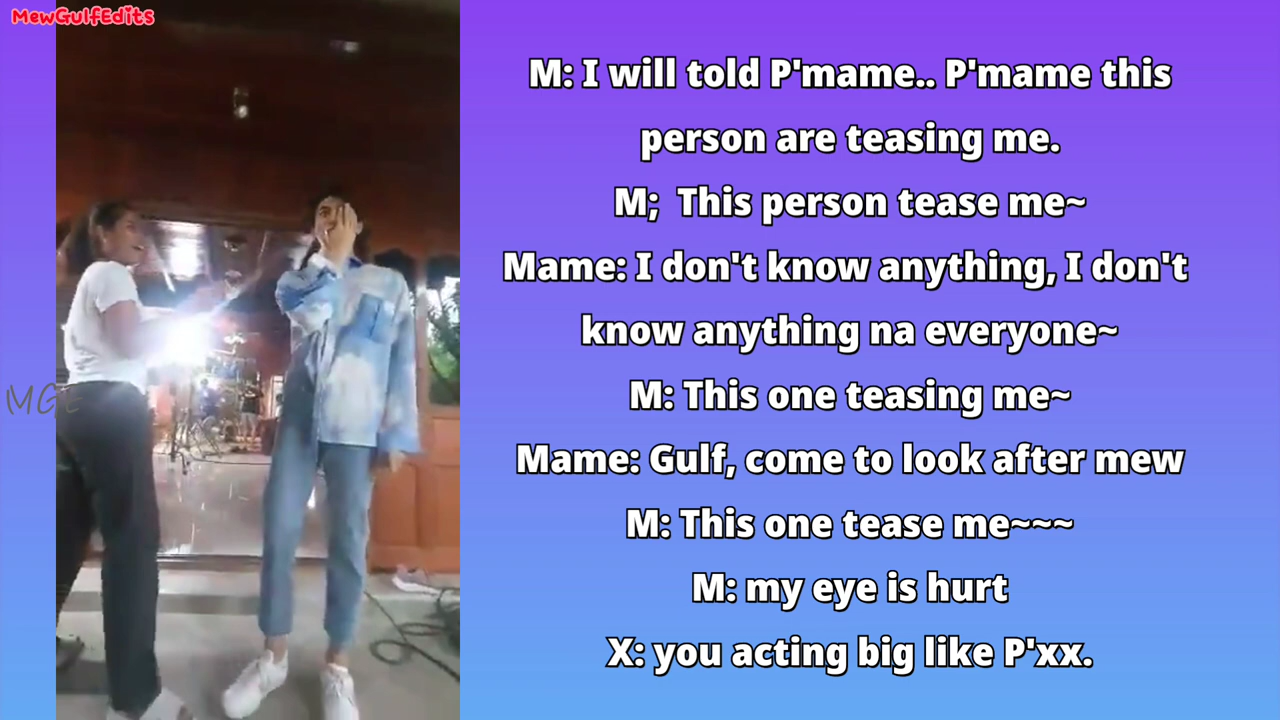 MewGulfEdits
M: I will told P'mame.. P'mame this
person are teasing me.
M;  This person tease me~
Mame: I don't know anything, I don't
know anything na everyone~
M: This one teasing me~
Mame: Gulf, come to look after mew
M: This one tease me~~~
M: my eye is hurt
X: you acting big like P'xx.
MGE